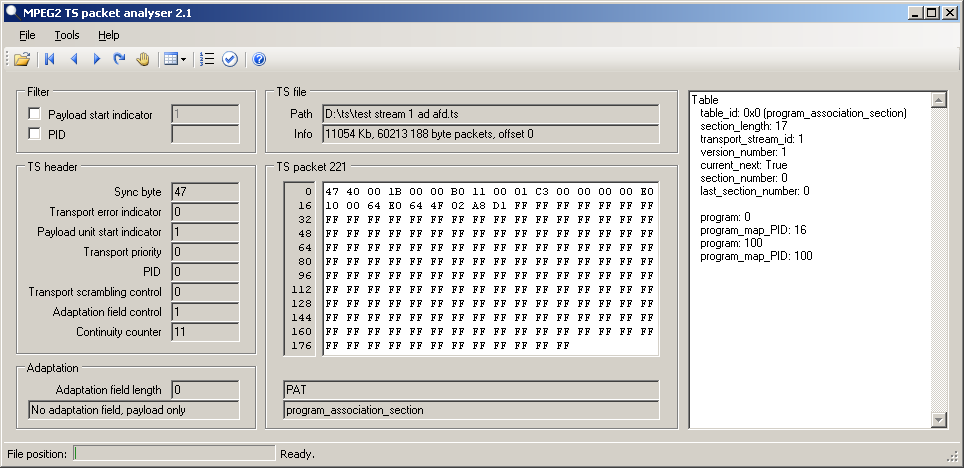 MPEG2 TS packet analyser 2.1
File Tools Help
Filter
Payload start indicator 1
PID
TS header
Sync byte 47
Transport error indicator 0
Payload unit start indicator 1
Transport priority 0
PID 0
Transport scrambling control 0
Adaptation field control 1
Continuity counter 11
Adaptation
Adaptation field length 0
No adaptation field, payload only
TS file
Path D:\ts\test stream 1 ad afd.ts
Info 11054 Kb, 60213 188 byte packets, offset 0
TS packet 221
0 47 40 00 1B 00 00 B0 11 00 01 C3 00 00 00 00 E0
16 10 00 64 E0 64 4F 02 A8 D1 FF FF FF FF FF FF FF
32 FF FF FF FF FF FF FF FF FF FF FF FF FF FF FF FF
48 FF FF FF FF FF FF FF FF FF FF FF FF FF FF FF FF
64 FF FF FF FF FF FF FF FF FF FF FF FF FF FF FF FF
80 FF FF FF FF FF FF FF FF FF FF FF FF FF FF FF FF
96 FF FF FF FF FF FF FF FF FF FF FF FF FF FF FF FF
112 FF FF FF FF FF FF FF FF FF FF FF FF FF FF FF FF
128 FF FF FF FF FF FF FF FF FF FF FF FF FF FF FF FF
144 FF FF FF FF FF FF FF FF FF FF FF FF FF FF FF FF
160 FF FF FF FF FF FF FF FF FF FF FF FF FF FF FF FF
176 FF FF FF FF FF FF FF FF FF FF FF FF
PAT
program_association_section
Table
table_id: 0x0 (program_association_section)
section_length: 17
transport_stream_id: 1
version_number: 1
current_next: True
section_number: 0
last_section_number: 0
program: 0
program_map_PID: 16
program: 100
program_map_PID: 100
File position: Ready.